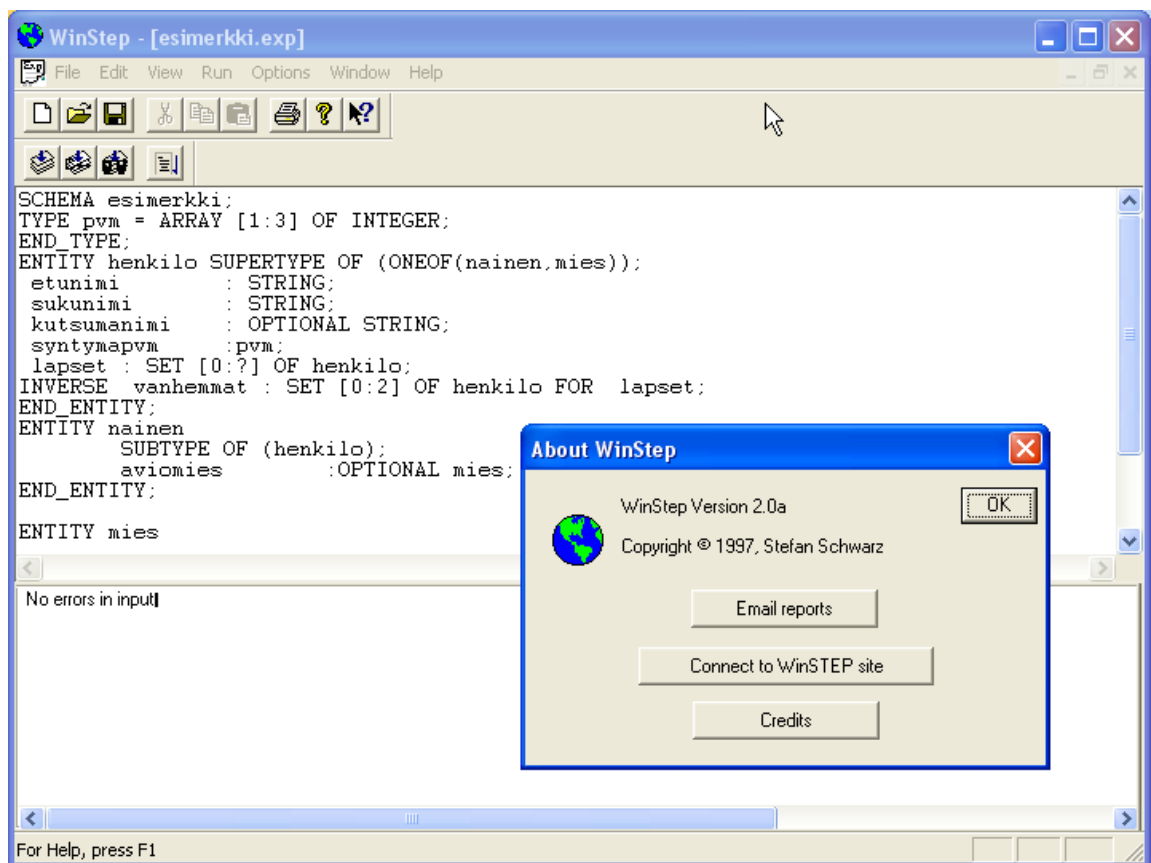 WinStep - [esimerkki.exp]
File Edit View Run Options Window Help
SCHEMA esimerkki;
TYPE pvm = ARRAY [1:3] OF INTEGER;
END_TYPE;
ENTITY henkilo SUPERTYPE OF (ONEOF(nainen,mies));
etunimi : STRING;
sukunimi : STRING;
kutsumanimi : OPTIONAL STRING;
syntymapvm :pvm;
lapset : SET [0:?] OF henkilo;
INVERSE vanhemmat : SET [0:2] OF henkilo FOR lapset;
END_ENTITY;
ENTITY nainen
SUBTYPE OF (henkilo);
aviomies :OPTIONAL mies;
END_ENTITY;
ENTITY mies
No errors in input
About WinStep
WinStep Version 2.0a
OK
Copyright © 1997, Stefan Schwarz
Email reports
Connect to WinSTEP site
Credits
For Help, press F1